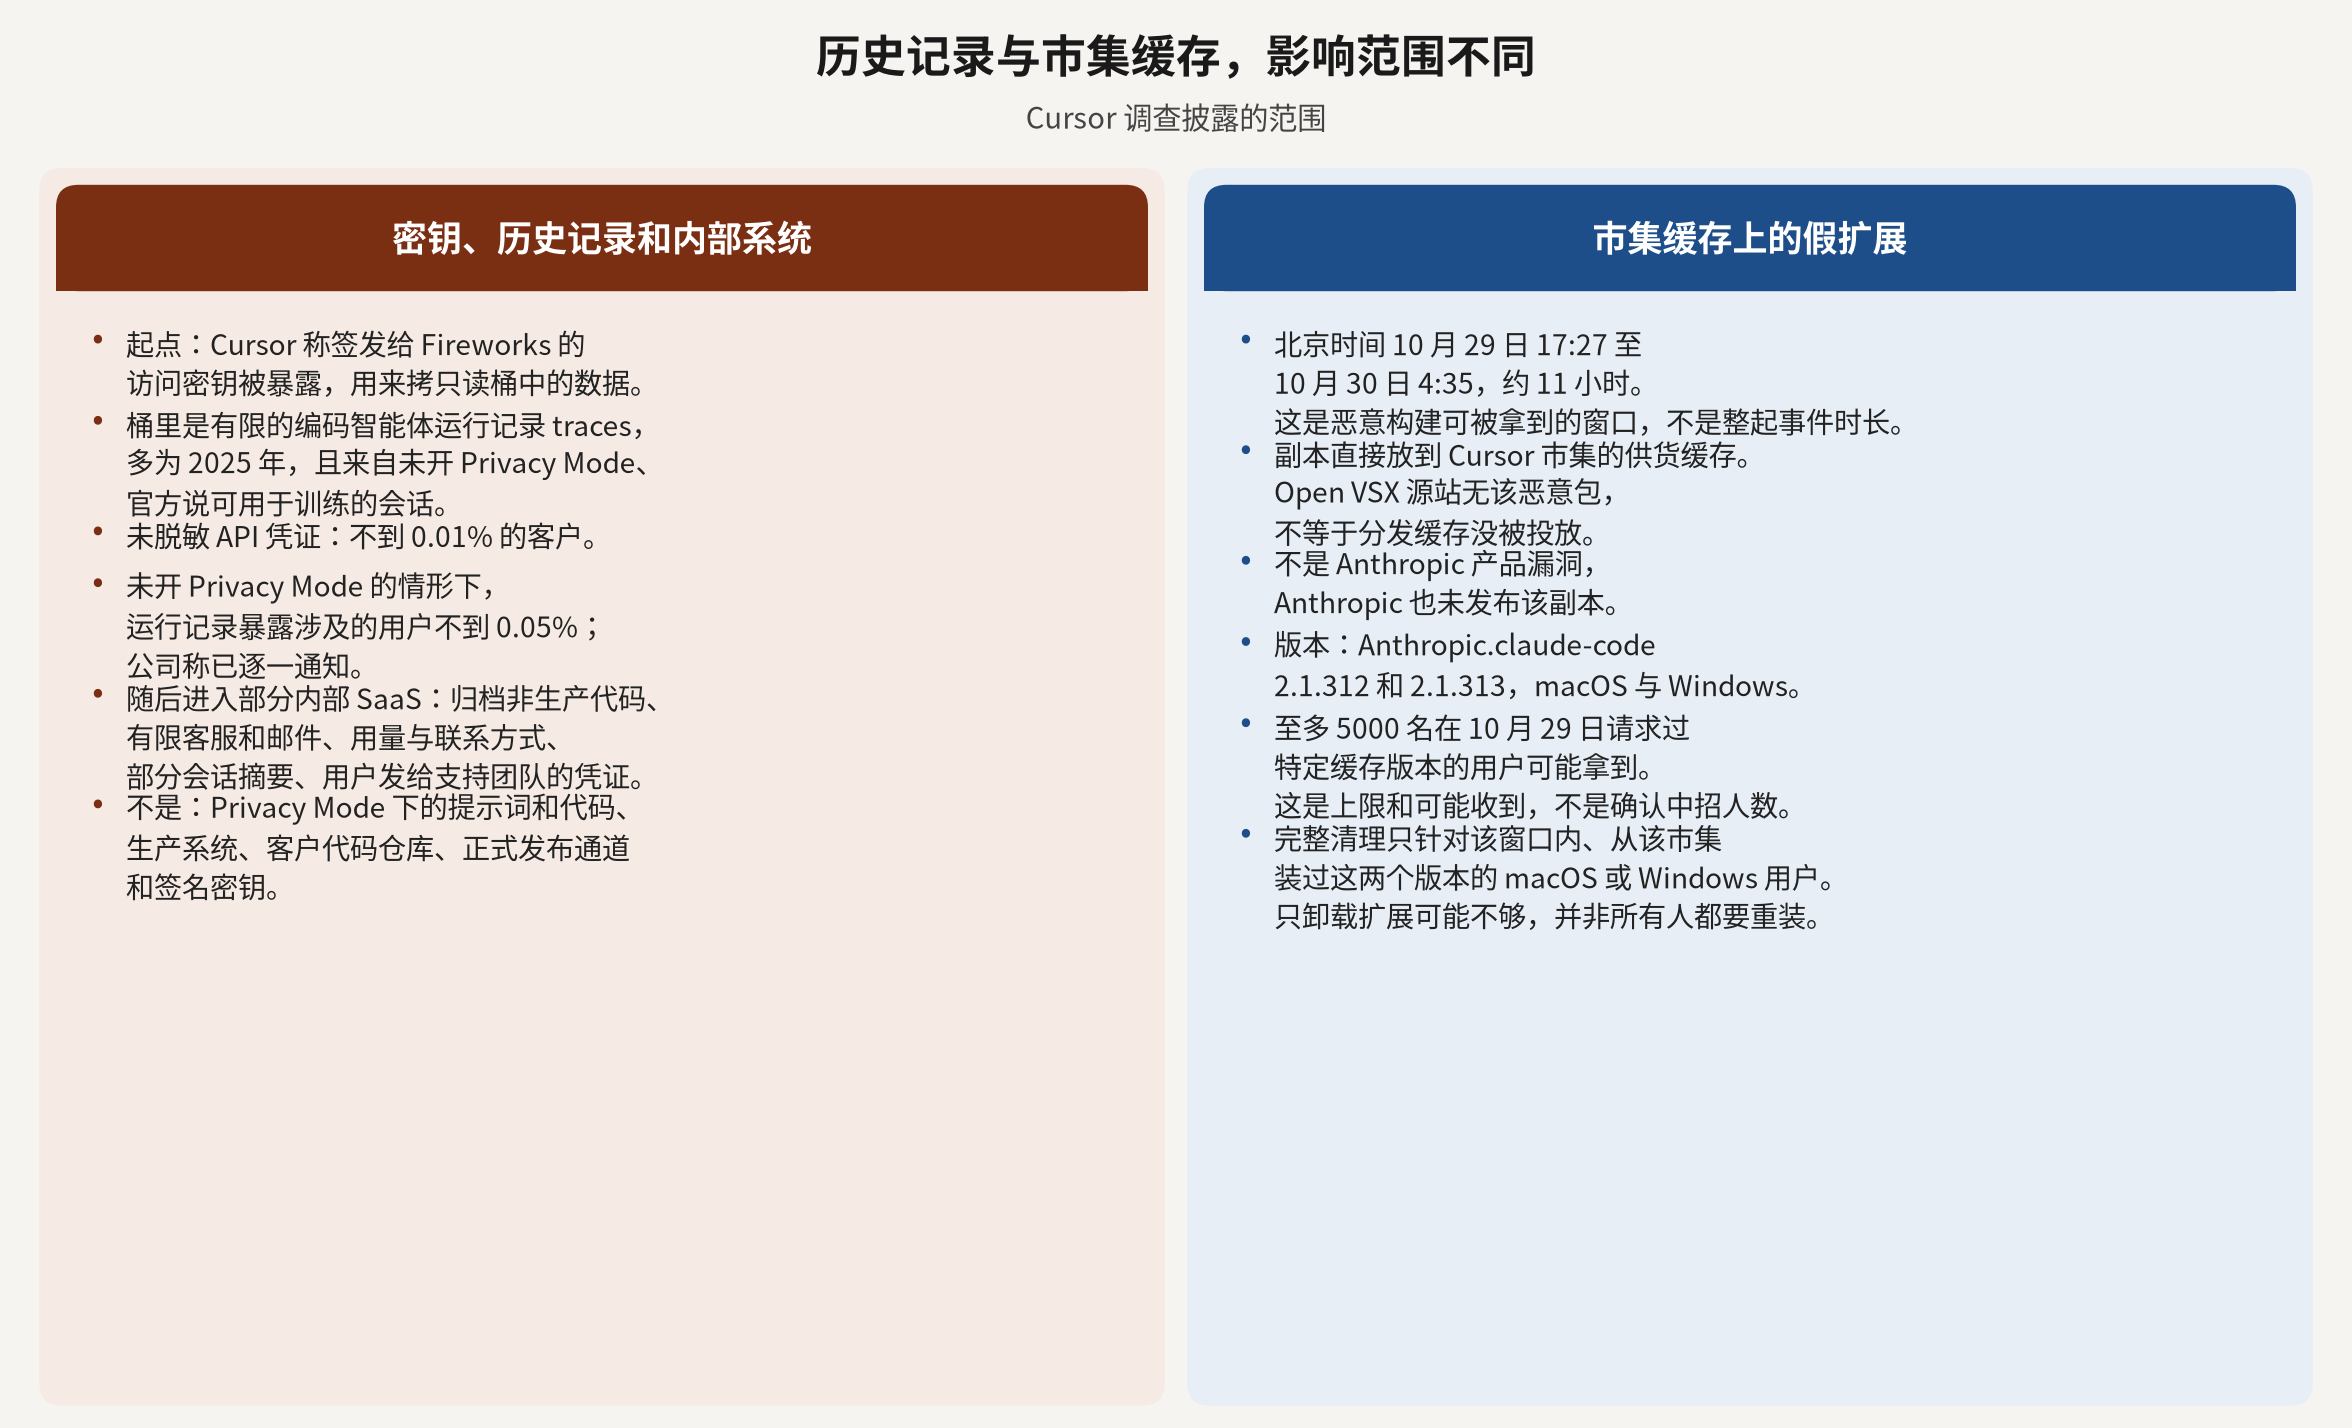 历史记录与市集缓存，影响范围不同
Cursor 调查披露的范围
密钥、历史记录和内部系统
• 起点：Cursor 称签发给 Fireworks 的
访问密钥被暴露，用来拷只读桶中的数据。
• 桶里是有限的编码智能体运行记录 traces，
多为 2025 年，且来自未开 Privacy Mode、
官方说可用于训练的会话。
• 未脱敏 API 凭证：不到 0.01% 的客户。
• 未开 Privacy Mode 的情形下，
运行记录暴露涉及的用户不到 0.05%；
公司称已逐一通知。
• 随后进入部分内部 SaaS：归档非生产代码、
有限客服和邮件、用量与联系方式、
部分会话摘要、用户发给支持团队的凭证。
• 不是：Privacy Mode 下的提示词和代码、
生产系统、客户代码仓库、正式发布通道
和签名密钥。
市集缓存上的假扩展
• 北京时间 10 月 29 日 17:27 至
10 月 30 日 4:35，约 11 小时。
这是恶意构建可被拿到的窗口，不是整起事件时长。
• 副本直接放到 Cursor 市集的供货缓存。
Open VSX 源站无该恶意包，
不等于分发缓存没被投放。
• 不是 Anthropic 产品漏洞，
Anthropic 也未发布该副本。
• 版本：Anthropic.claude-code
2.1.312 和 2.1.313，macOS 与 Windows。
• 至多 5000 名在 10 月 29 日请求过
特定缓存版本的用户可能拿到。
这是上限和可能收到，不是确认中招人数。
• 完整清理只针对该窗口内、从该市集
装过这两个版本的 macOS 或 Windows 用户。
只卸载扩展可能不够，并非所有人都要重装。